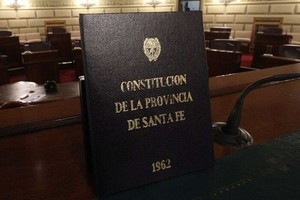 CONSTITUCION
DE LA PROVINCIA
DE SANTA FE
1962